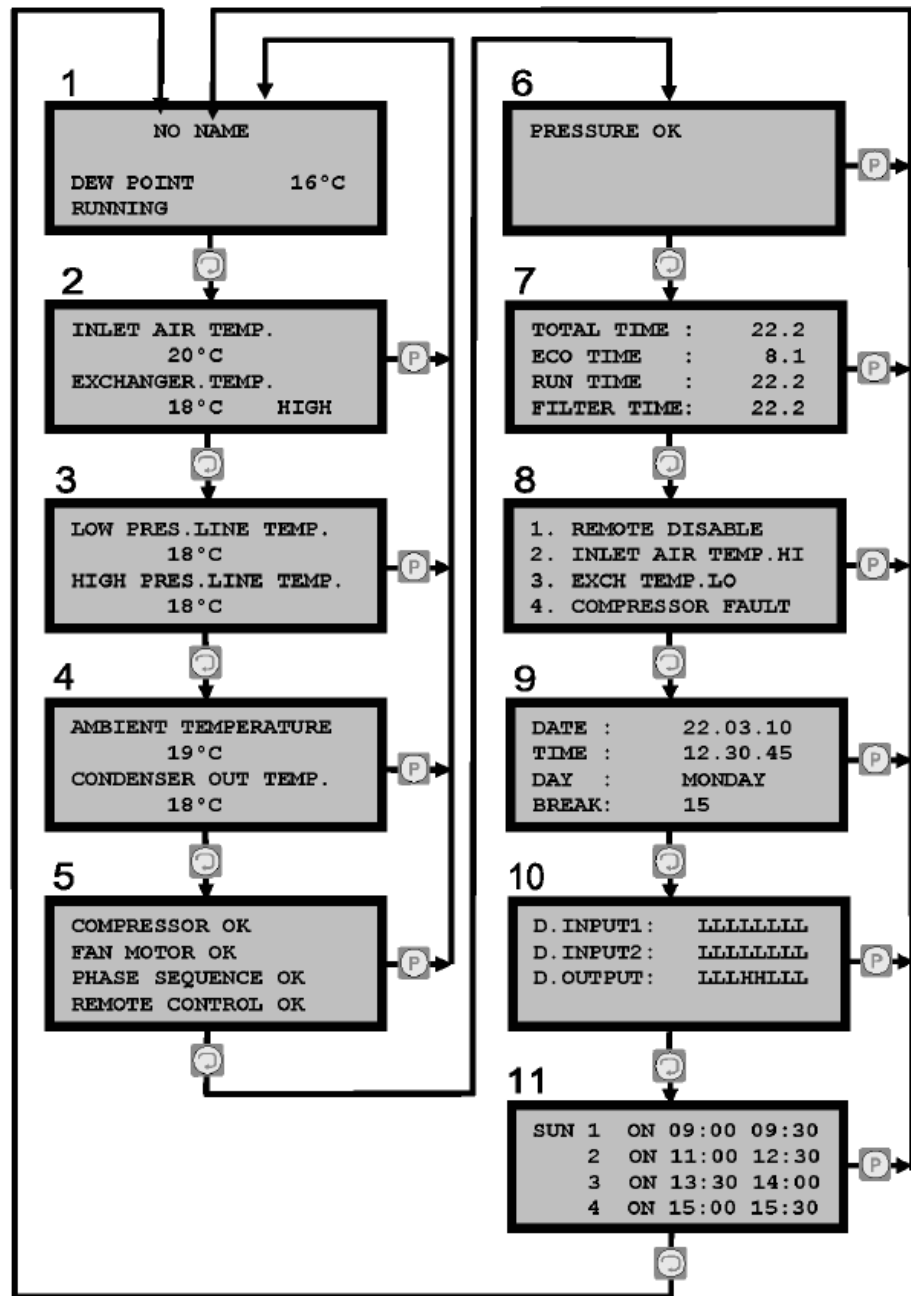 1
NO NAME
DEW POINT 16°C
RUNNING
2
INLET AIR TEMP.
20°C
EXCHANGER.TEMP.
18°C HIGH
P
3
LOW PRES.LINE TEMP.
18°C
HIGH PRES.LINE TEMP.
18°C
P
4
AMBIENT TEMPERATURE
19°C
CONDENSER OUT TEMP.
18°C
P
5
COMPRESSOR OK
FAN MOTOR OK
PHASE SEQUENCE OK
REMOTE CONTROL OK
P
6
PRESSURE OK
P
7
TOTAL TIME : 22.2
ECO TIME : 8.1
RUN TIME : 22.2
FILTER TIME: 22.2
P
8
1. REMOTE DISABLE
2. INLET AIR TEMP.HI
3. EXCH TEMP.LO
4. COMPRESSOR FAULT
P
9
DATE : 22.03.10
TIME : 12.30.45
DAY : MONDAY
BREAK: 15
P
10
D.INPUT1: LLLLLLLL
D.INPUT2: LLLLLLLL
D.OUTPUT: LLLHHLLL
P
11
SUN 1 ON 09:00 09:30
2 ON 11:00 12:30
3 ON 13:30 14:00
4 ON 15:00 15:30
P